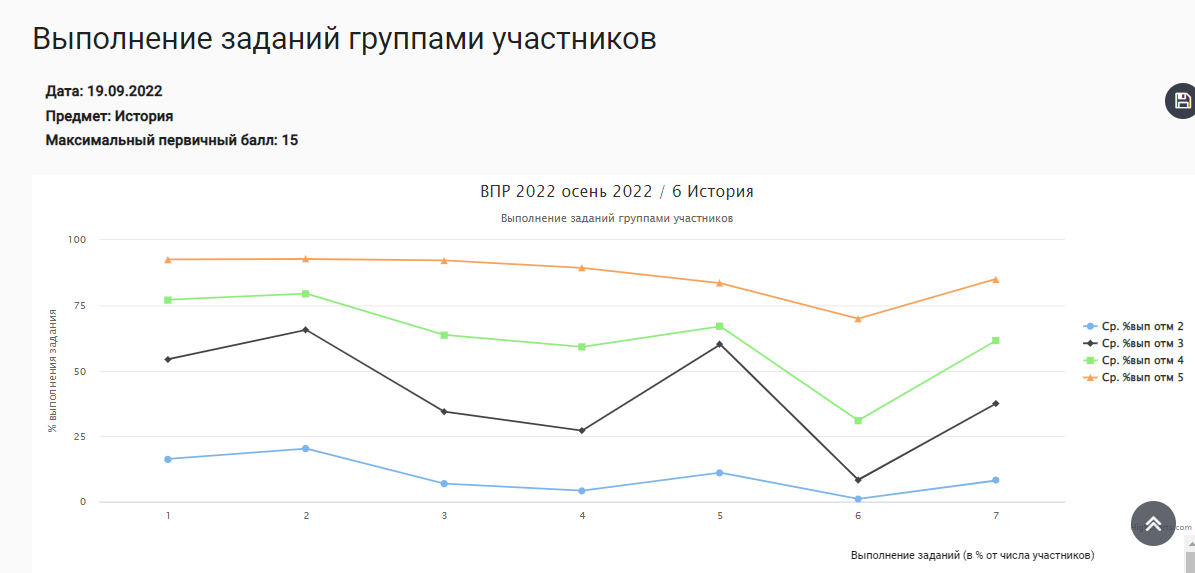 Выполнение заданий группами участников
Дата: 19.09.2022
Предмет: История
Максимальный первичный балл: 15
ВПР 2022 осень 2022 / 6 История
Выполнение заданий группами участников
% выполнения задания
100
75
50
25
0
1 2 3 4 5 6 7
Ср. %вып отм 2
Ср. %вып отм 3
Ср. %вып отм 4
Ср. %вып отм 5
Выполнение заданий (в % от числа участников)